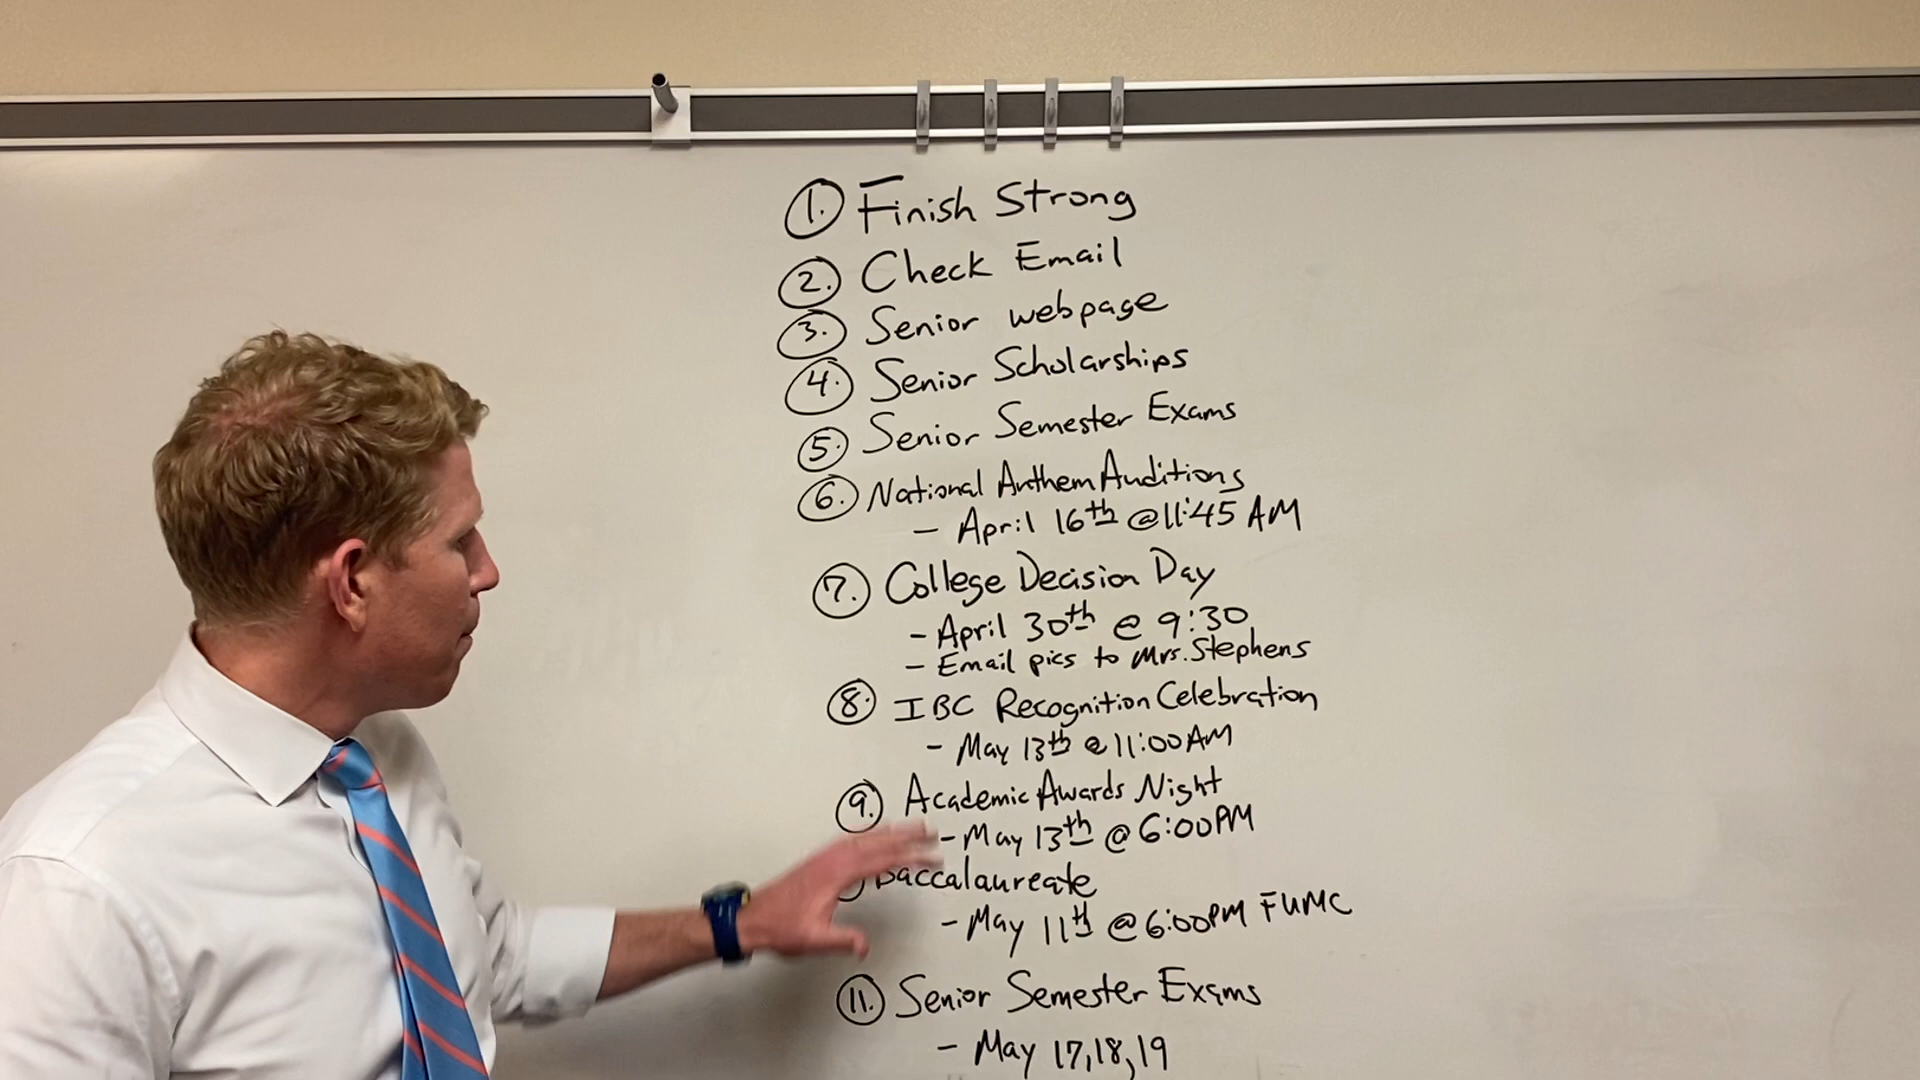 1. Finish Strong
2. Check Email
3. Senior webpage
4. Senior Scholarships
5. Senior Semester Exams
6. National Anthem Auditions
- April 16th @ 11:45 AM
7. College Decision Day
- April 30th @ 9:30
- Email pics to Mrs. Stephens
8. IBC Recognition Celebration
- May 13th @ 11:00 AM
9. Academic Awards Night
- May 13th @ 6:00 PM
Baccalaureate
- May 11th @ 6:00PM FUMC
11. Senior Semester Exams
- May 17, 18, 19